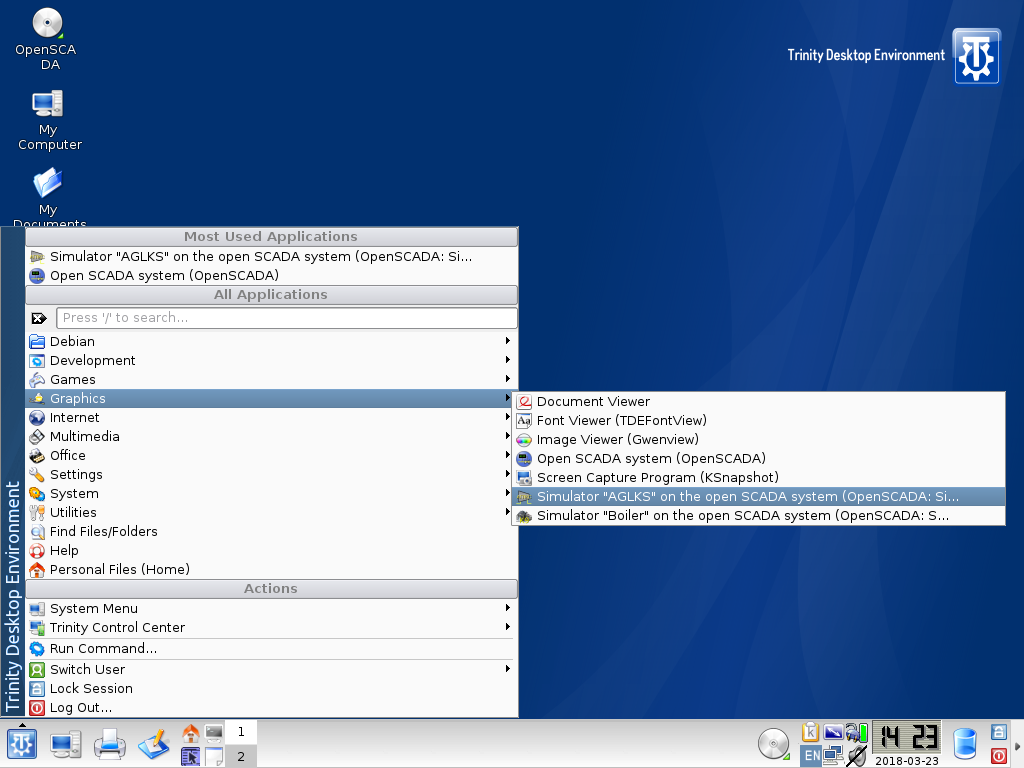 OpenSCA
DA
My
Computer
My
Documents
Trinity Desktop Environment
Most Used Applications
Simulator "AGLKS" on the open SCADA system (OpenSCADA: Si...
Open SCADA system (OpenSCADA)
All Applications
Press '/' to search...
Debian
Development
Games
Graphics
Internet
Multimedia
Office
Settings
System
Utilities
Find Files/Folders
Help
Personal Files (Home)
Actions
System Menu
Trinity Control Center
Run Command...
Switch User
Lock Session
Log Out...
Trinity Desktop Environment
Document Viewer
Aa
Font Viewer (TDEFontView)
Image Viewer (Gwenview)
Open SCADA system (OpenSCADA)
Screen Capture Program (KSnapshot)
Simulator "AGLKS" on the open SCADA system (OpenSCADA: Si...
Simulator "Boiler" on the open SCADA system (OpenSCADA: S...
1
2
k
EN
14 23
2018-03-23